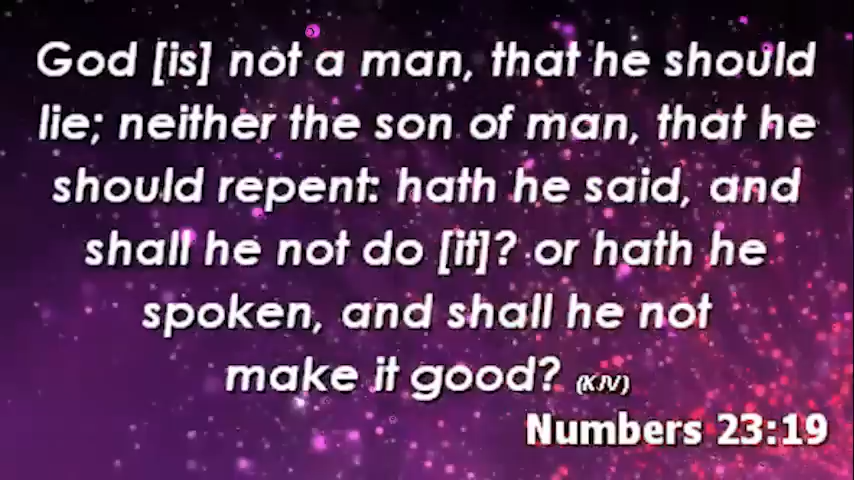 God [is] not a man, that he should
lie; neither the son of man, that he
should repent: hath he said, and
shall he not do [it]? or hath he
spoken, and shall he not
make it good? (KJV)
Numbers 23:19